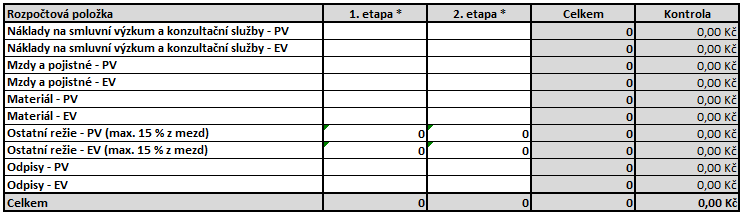 Rozpočtová položka 1. etapa * 2. etapa * Celkem Kontrola
Náklady na smluvní výzkum a konzultační služby - PV 0 0,00 Kč
Náklady na smluvní výzkum a konzultační služby - EV 0 0,00 Kč
Mzdy a pojistné - PV 0 0,00 Kč
Mzdy a pojistné - EV 0 0,00 Kč
Materiál - PV 0 0,00 Kč
Materiál - EV 0 0,00 Kč
Ostatní režie - PV (max. 15 % z mezd) 0 0 0 0,00 Kč
Ostatní režie - EV (max. 15 % z mezd) 0 0 0 0,00 Kč
Odpisy - PV 0 0,00 Kč
Odpisy - EV 0 0,00 Kč
Celkem 0 0 0 0,00 Kč